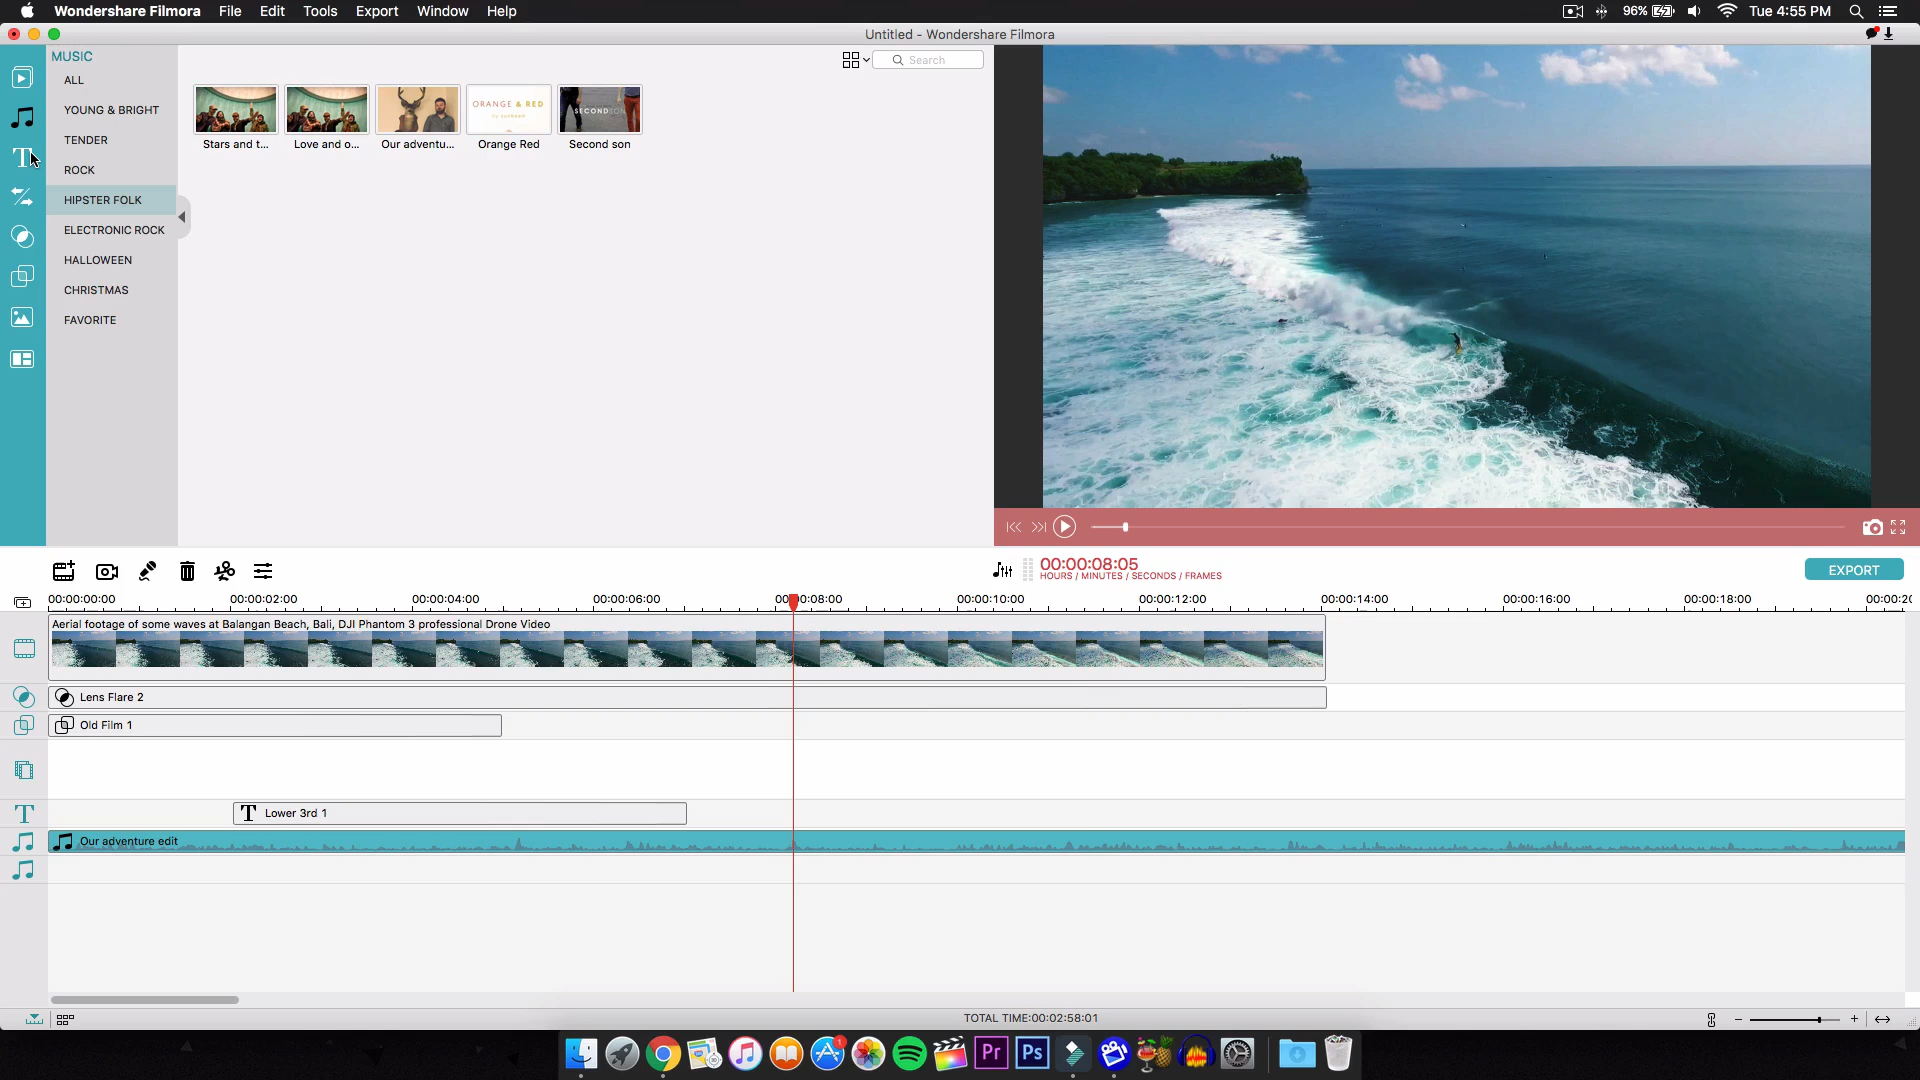 Wondershare Filmora File Edit Tools Export Window Help
96% Tue 4:55 PM
Untitled - Wondershare Filmora
MUSIC
ALL
YOUNG & BRIGHT
TENDER
ROCK
HIPSTER FOLK
ELECTRONIC ROCK
HALLOWEEN
CHRISTMAS
FAVORITE
Search
ORANGE & RED
SECOND SON
Stars and t... Love and o... Our adventu... Orange Red Second son
00:00:08:05
HOURS / MINUTES / SECONDS / FRAMES
EXPORT
00:00:00:00 00:00:02:00 00:00:04:00 00:00:06:00 00:00:08:00 00:00:10:00 00:00:12:00 00:00:14:00 00:00:16:00 00:00:18:00 00:00:20
Aerial footage of some waves at Balangan Beach, Bali, DJI Phantom 3 professional Drone Video
Lens Flare 2
Old Film 1
T Lower 3rd 1
Our adventure edit
TOTAL TIME:00:02:58:01
1
Pr Ps